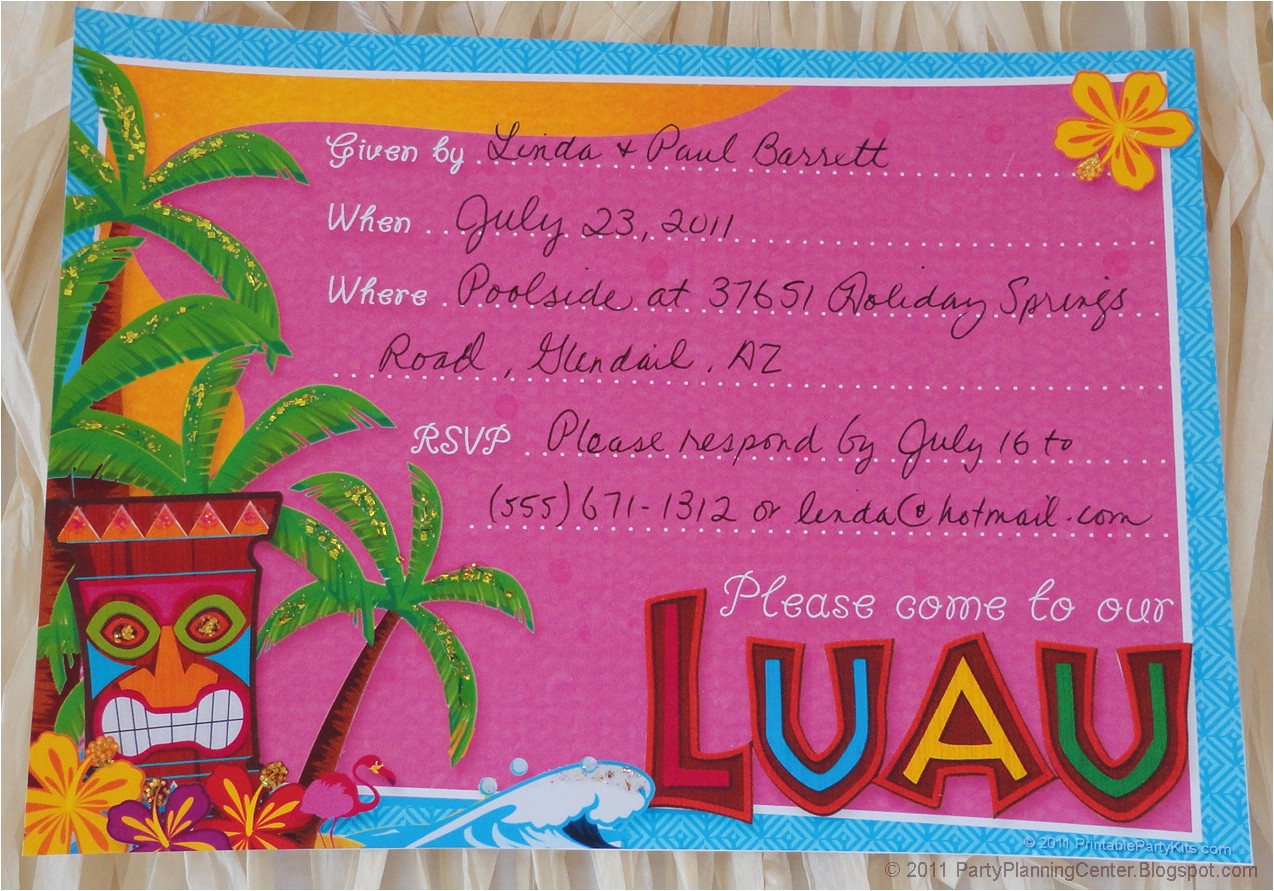 Given by Linda + Paul Barrett
When July 23, 2011
Where Poolside at 37651 Holiday Springs
Road, Glendail, AZ
RSVP Please respond by July 16 to
(555) 671-1312 or linda@hotmail.com
Please come to our
LUAU
© 2011 PrintablePartyKits.com
© 2011 PartyPlanningCenter.Blogspot.com